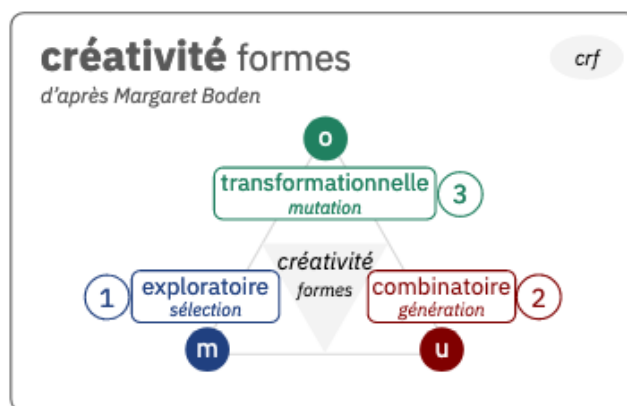 créativité formes
crf
d'après Margaret Boden
o
transformationnelle
mutation
3
créativité
formes
1
exploratoire
sélection
combinatoire
génération
2
m
u